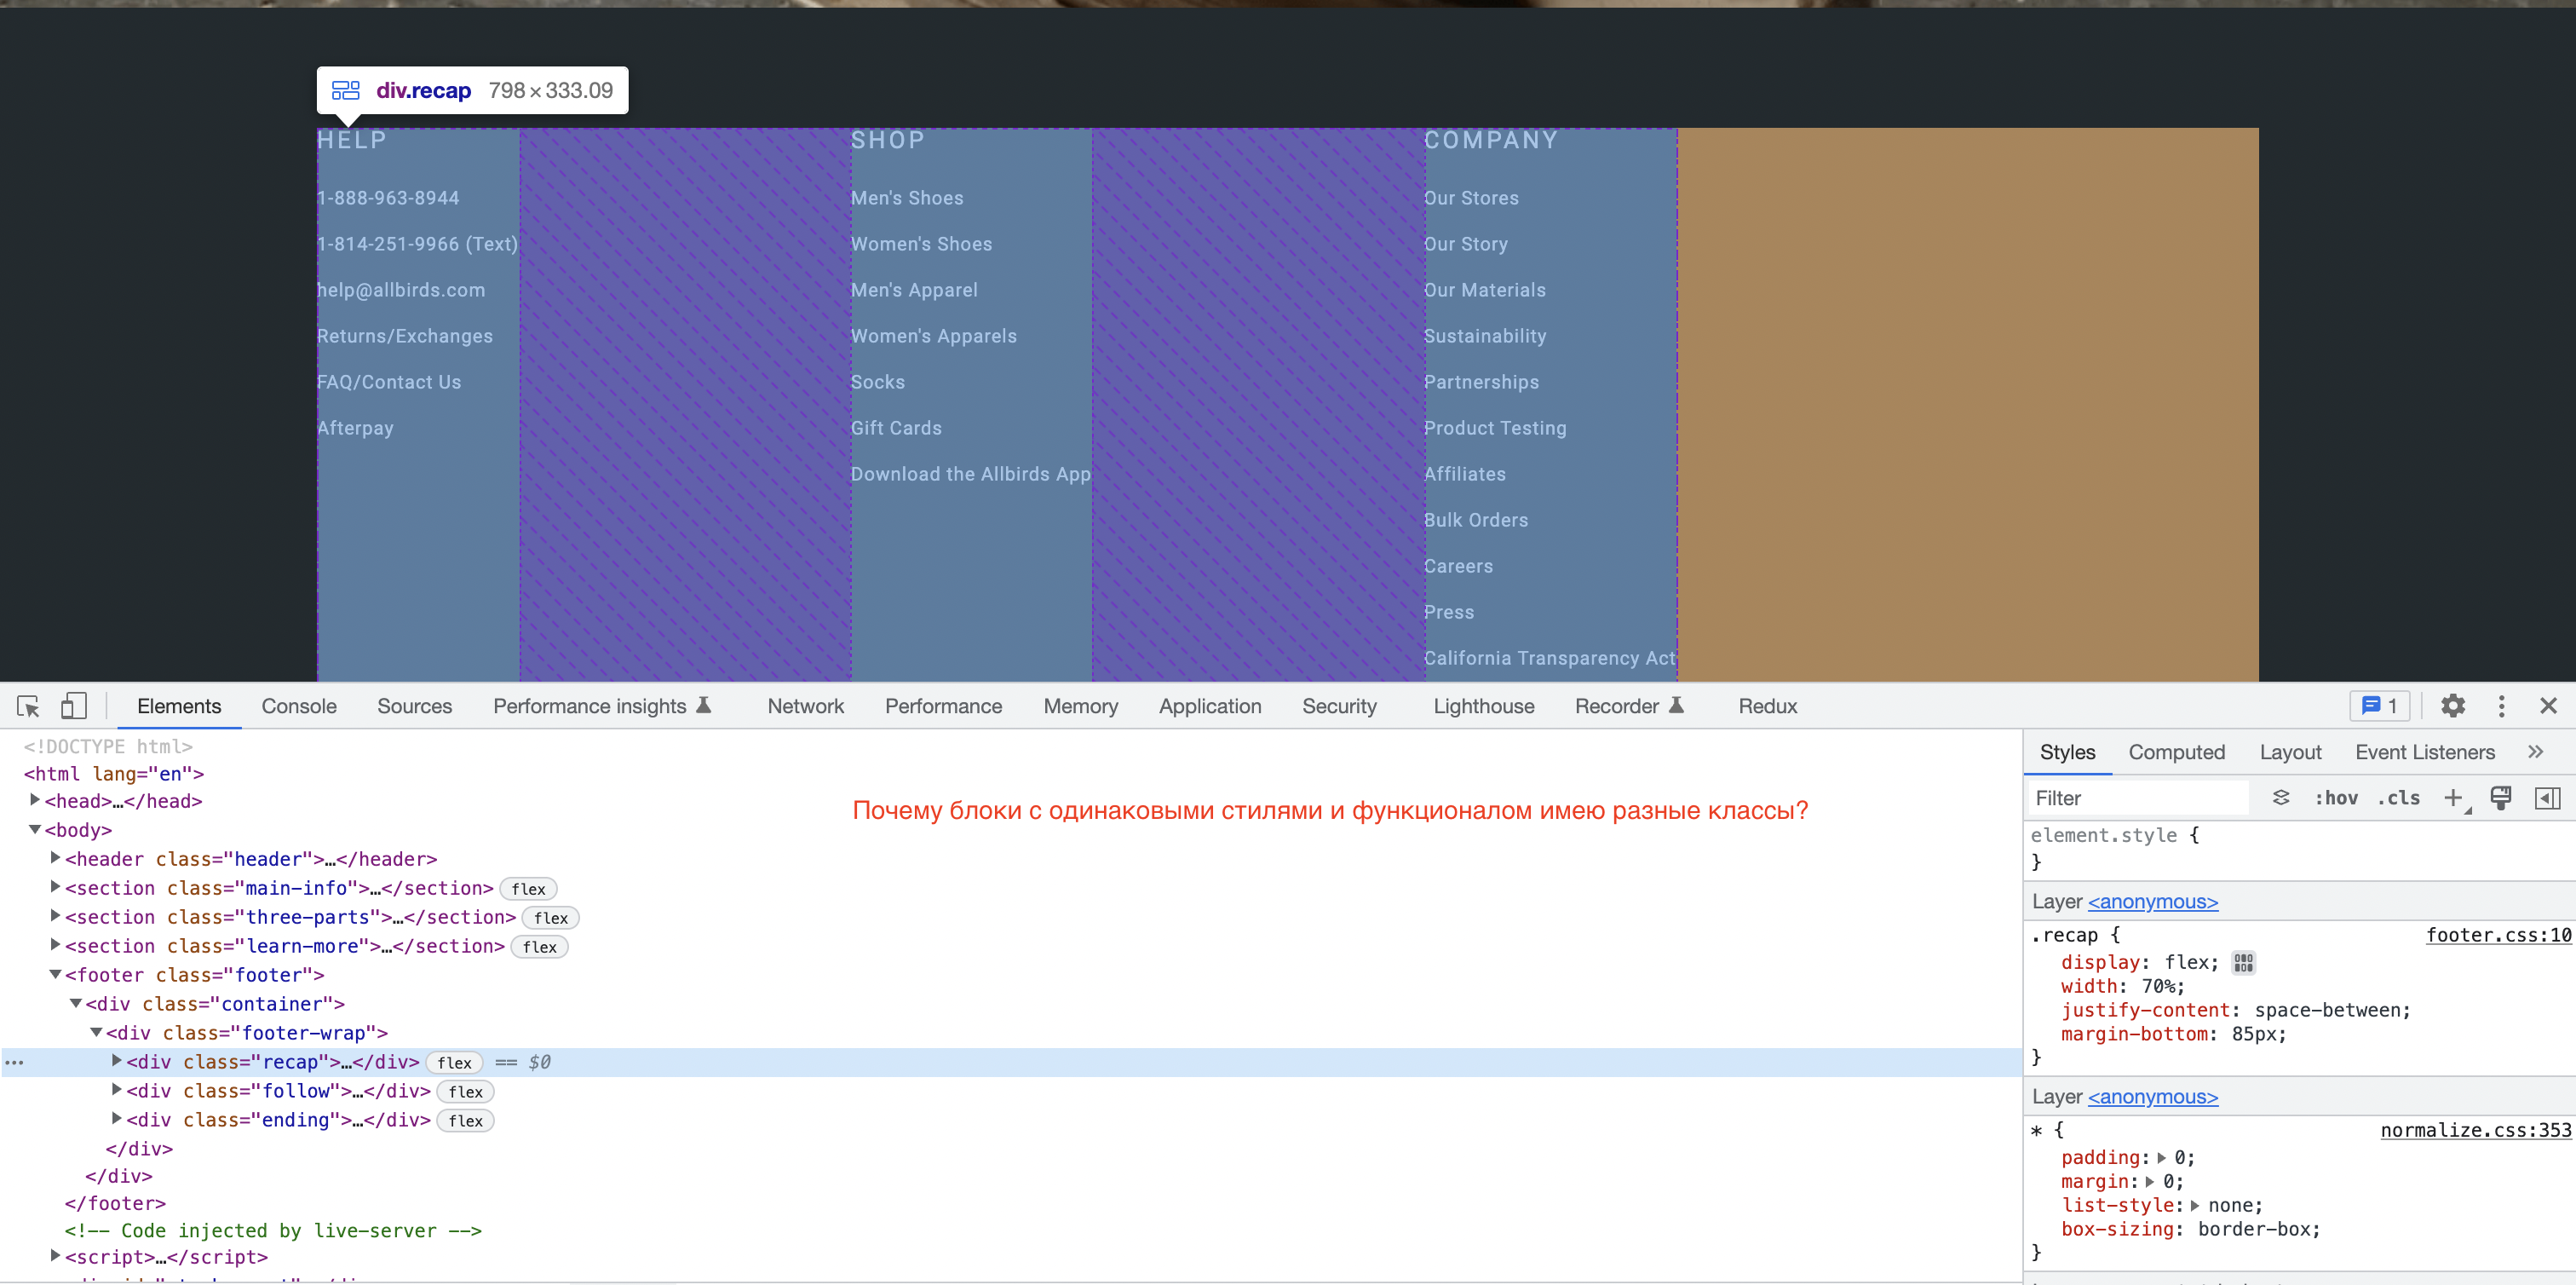 div.recap 798 × 333.09
HELP
1-888-963-8944
1-814-251-9966 (Text)
help@allbirds.com
Returns/Exchanges
FAQ/Contact Us
Afterpay
SHOP
Men's Shoes
Women's Shoes
Men's Apparel
Women's Apparels
Socks
Gift Cards
Download the Allbirds App
COMPANY
Our Stores
Our Story
Our Materials
Sustainability
Partnerships
Product Testing
Affiliates
Bulk Orders
Careers
Press
California Transparency Act
Elements Console Sources Performance insights Network Performance Memory Application Security Lighthouse Recorder Redux 1
<!DOCTYPE html>
<html lang="en">
<head>…</head>
<body>
<header class="header">…</header>
<section class="main-info">…</section> flex
<section class="three-parts">…</section> flex
<section class="learn-more">…</section> flex
<footer class="footer">
<div class="container">
<div class="footer-wrap">
<div class="recap">…</div> flex == $0
<div class="follow">…</div> flex
<div class="ending">…</div> flex
</div>
</div>
</footer>
<!-- Code injected by live-server -->
<script>…</script>
Почему блоки с одинаковыми стилями и функционалом имею разные классы?
Styles Computed Layout Event Listeners »
Filter :hov .cls +
element.style {
}
Layer <anonymous>
.recap { footer.css:10
display: flex;
width: 70%;
justify-content: space-between;
margin-bottom: 85px;
}
Layer <anonymous>
* { normalize.css:353
padding: 0;
margin: 0;
list-style: none;
box-sizing: border-box;
}